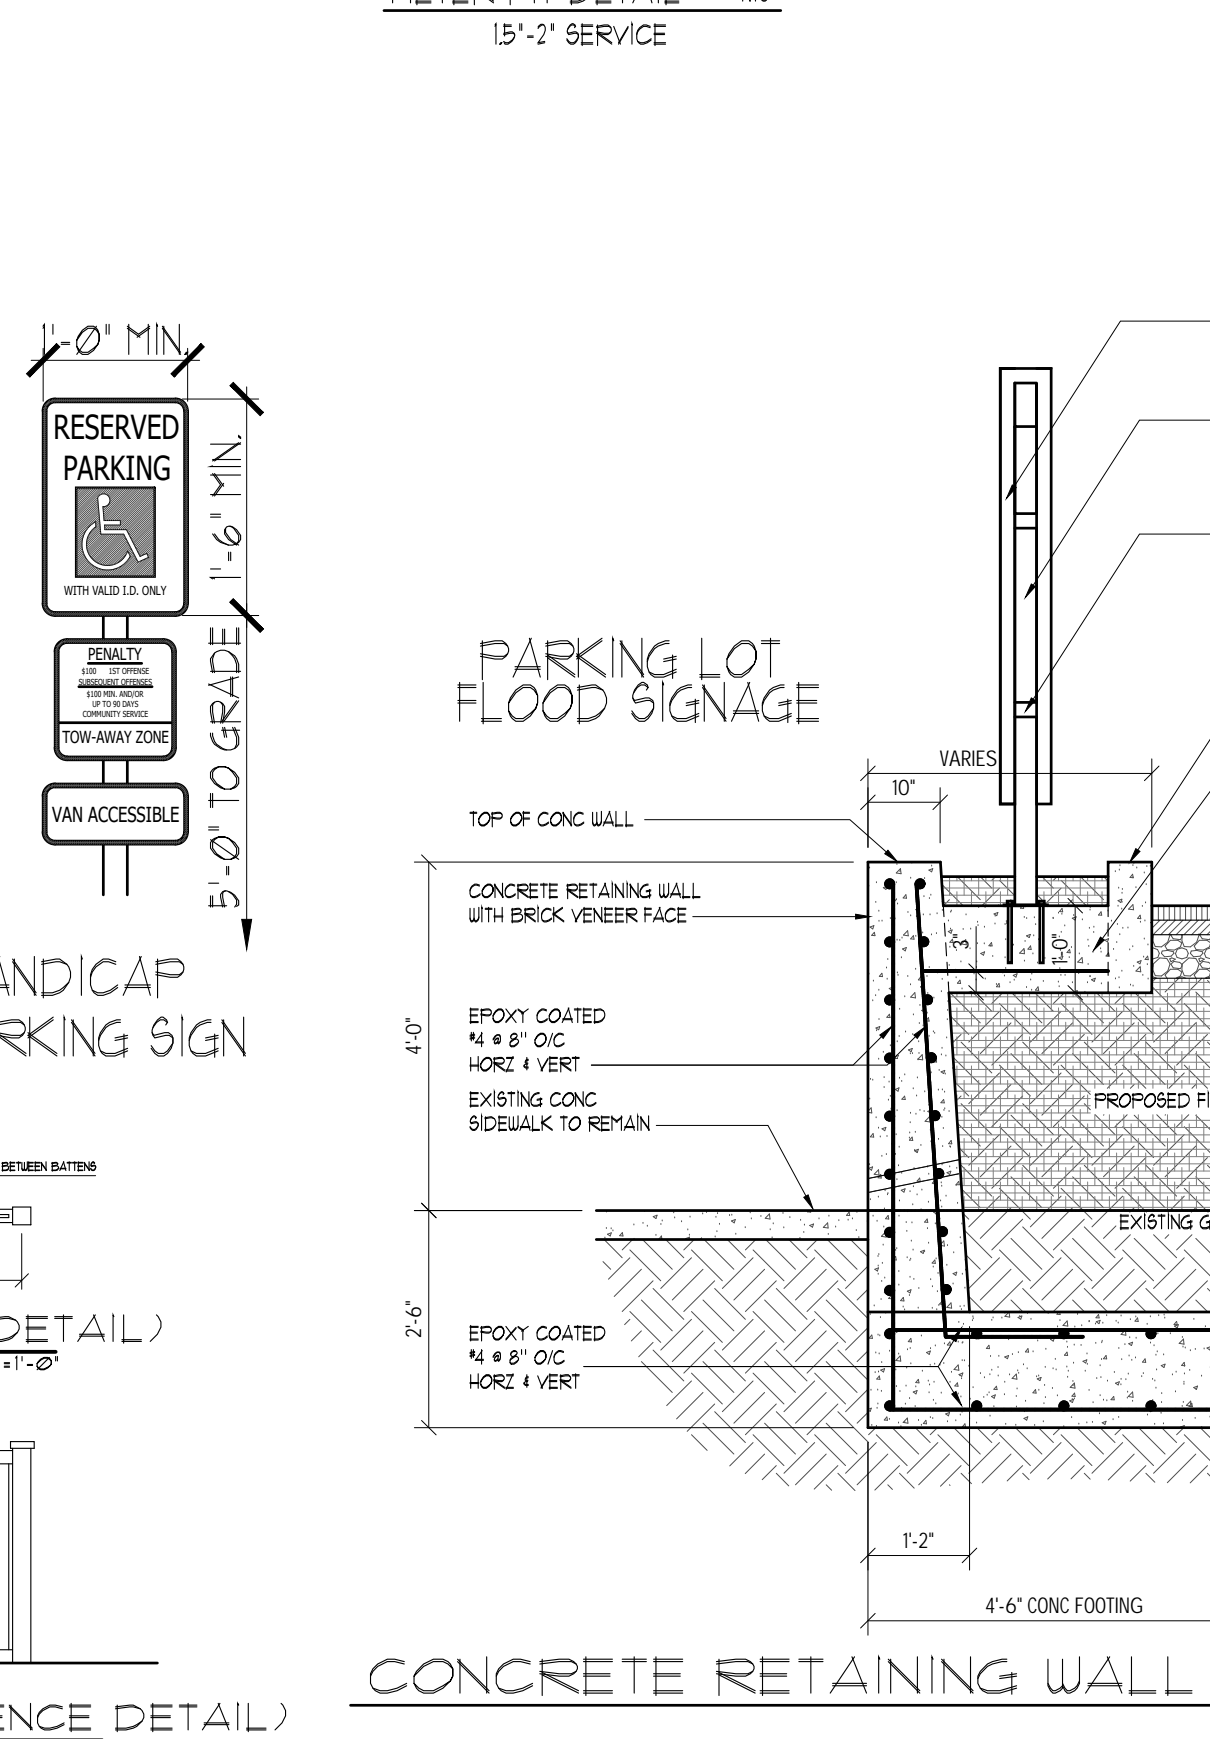 1.5"-2" SERVICE
1'-0" MIN.
RESERVED
PARKING
WITH VALID I.D. ONLY
1'-6" MIN.
PENALTY
$100 1ST OFFENSE
SUBSEQUENT OFFENSES
$100 MIN. AND/OR
UP TO 90 DAYS
COMMUNITY SERVICE
TOW-AWAY ZONE
VAN ACCESSIBLE
5'-0" TO GRADE
ANDICAP
RKING SIGN
BETWEEN BATTENS
DETAIL)
=1'-0"
ENCE DETAIL)
PARKING LOT
FLOOD SIGNAGE
VARIES
10"
TOP OF CONC WALL
CONCRETE RETAINING WALL
WITH BRICK VENEER FACE
3"
1'-0"
4'-0"
EPOXY COATED
#4 @ 8" O/C
HORZ & VERT
EXISTING CONC
SIDEWALK TO REMAIN
PROPOSED FI
EXISTING G
2'-6"
EPOXY COATED
#4 @ 8" O/C
HORZ & VERT
1'-2"
4'-6" CONC FOOTING
CONCRETE RETAINING WALL